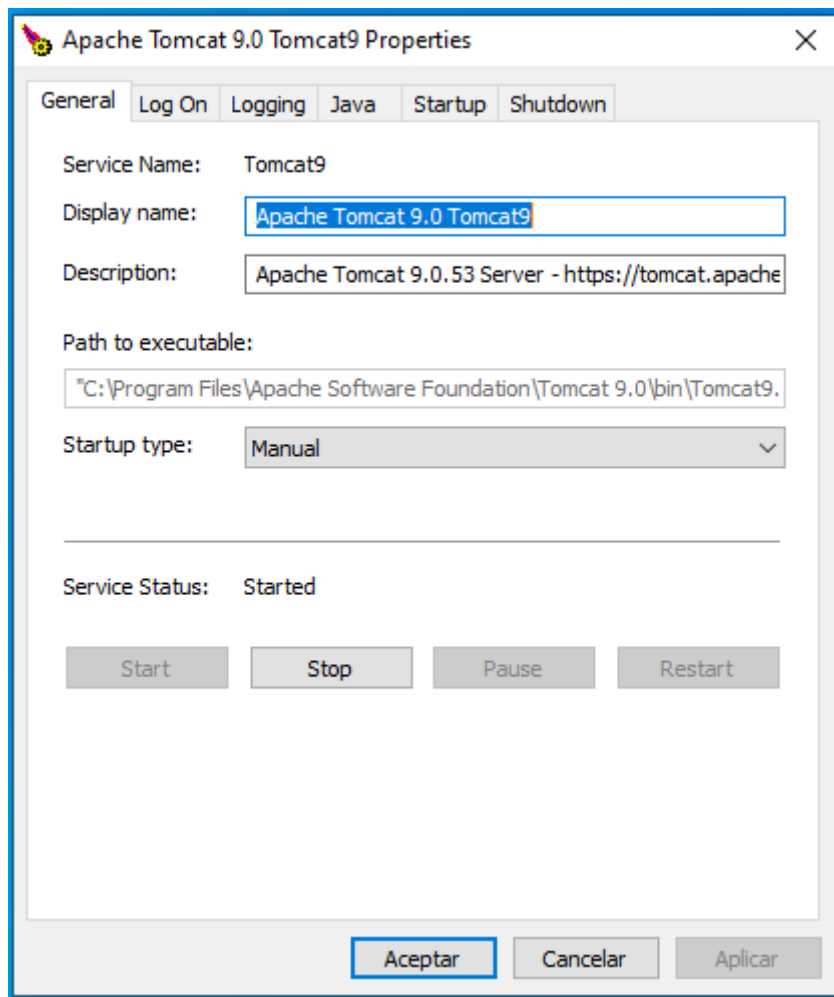 Apache Tomcat 9.0 Tomcat9 Properties
General Log On Logging Java Startup Shutdown
Service Name: Tomcat9
Display name: Apache Tomcat 9.0 Tomcat9
Description: Apache Tomcat 9.0.53 Server - https://tomcat.apache
Path to executable:
"C:\Program Files\Apache Software Foundation\Tomcat 9.0\bin\Tomcat9.
Startup type: Manual
Service Status: Started
Start Stop Pause Restart
Aceptar Cancelar Aplicar